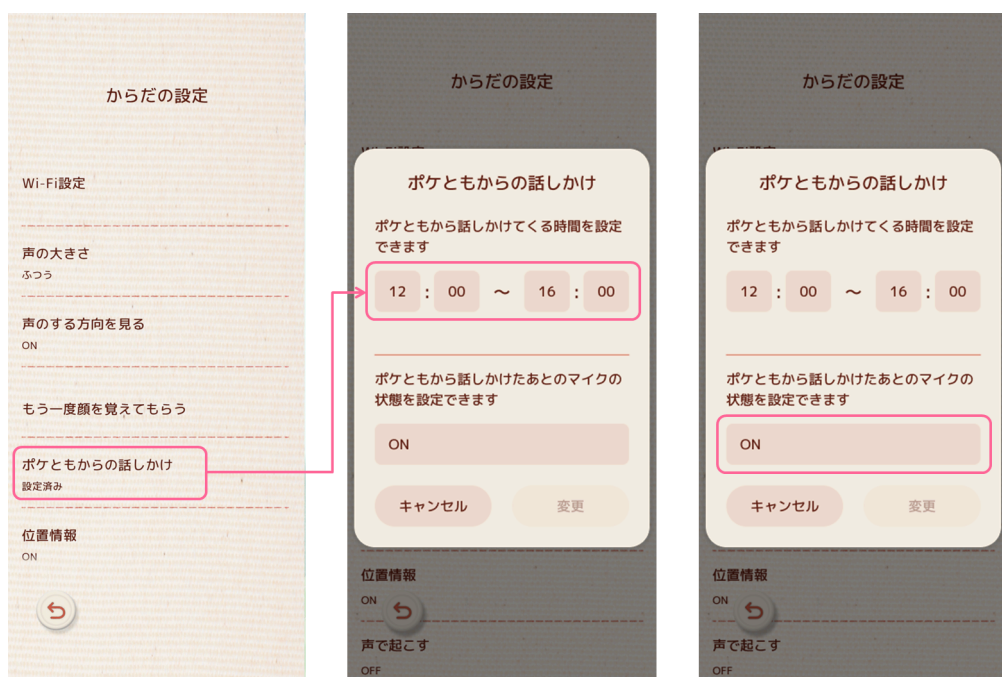 からだの設定
Wi-Fi設定
声の大きさ
ふつう
声のする方向を見る
ON
もう一度顔を覚えてもらう
ポケともからの話しかけ
設定済み
位置情報
ON
からだの設定
Wi-Fi設定
ポケともからの話しかけ
ポケともから話しかけてくる時間を設定
できます
12 : 00 〜 16 : 00
ポケともから話しかけたあとのマイクの
状態を設定できます
ON
キャンセル 変更
位置情報
ON
声で起こす
OFF
からだの設定
Wi-Fi設定
ポケともからの話しかけ
ポケともから話しかけてくる時間を設定
できます
12 : 00 〜 16 : 00
ポケともから話しかけたあとのマイクの
状態を設定できます
ON
キャンセル 変更
位置情報
ON
声で起こす
OFF